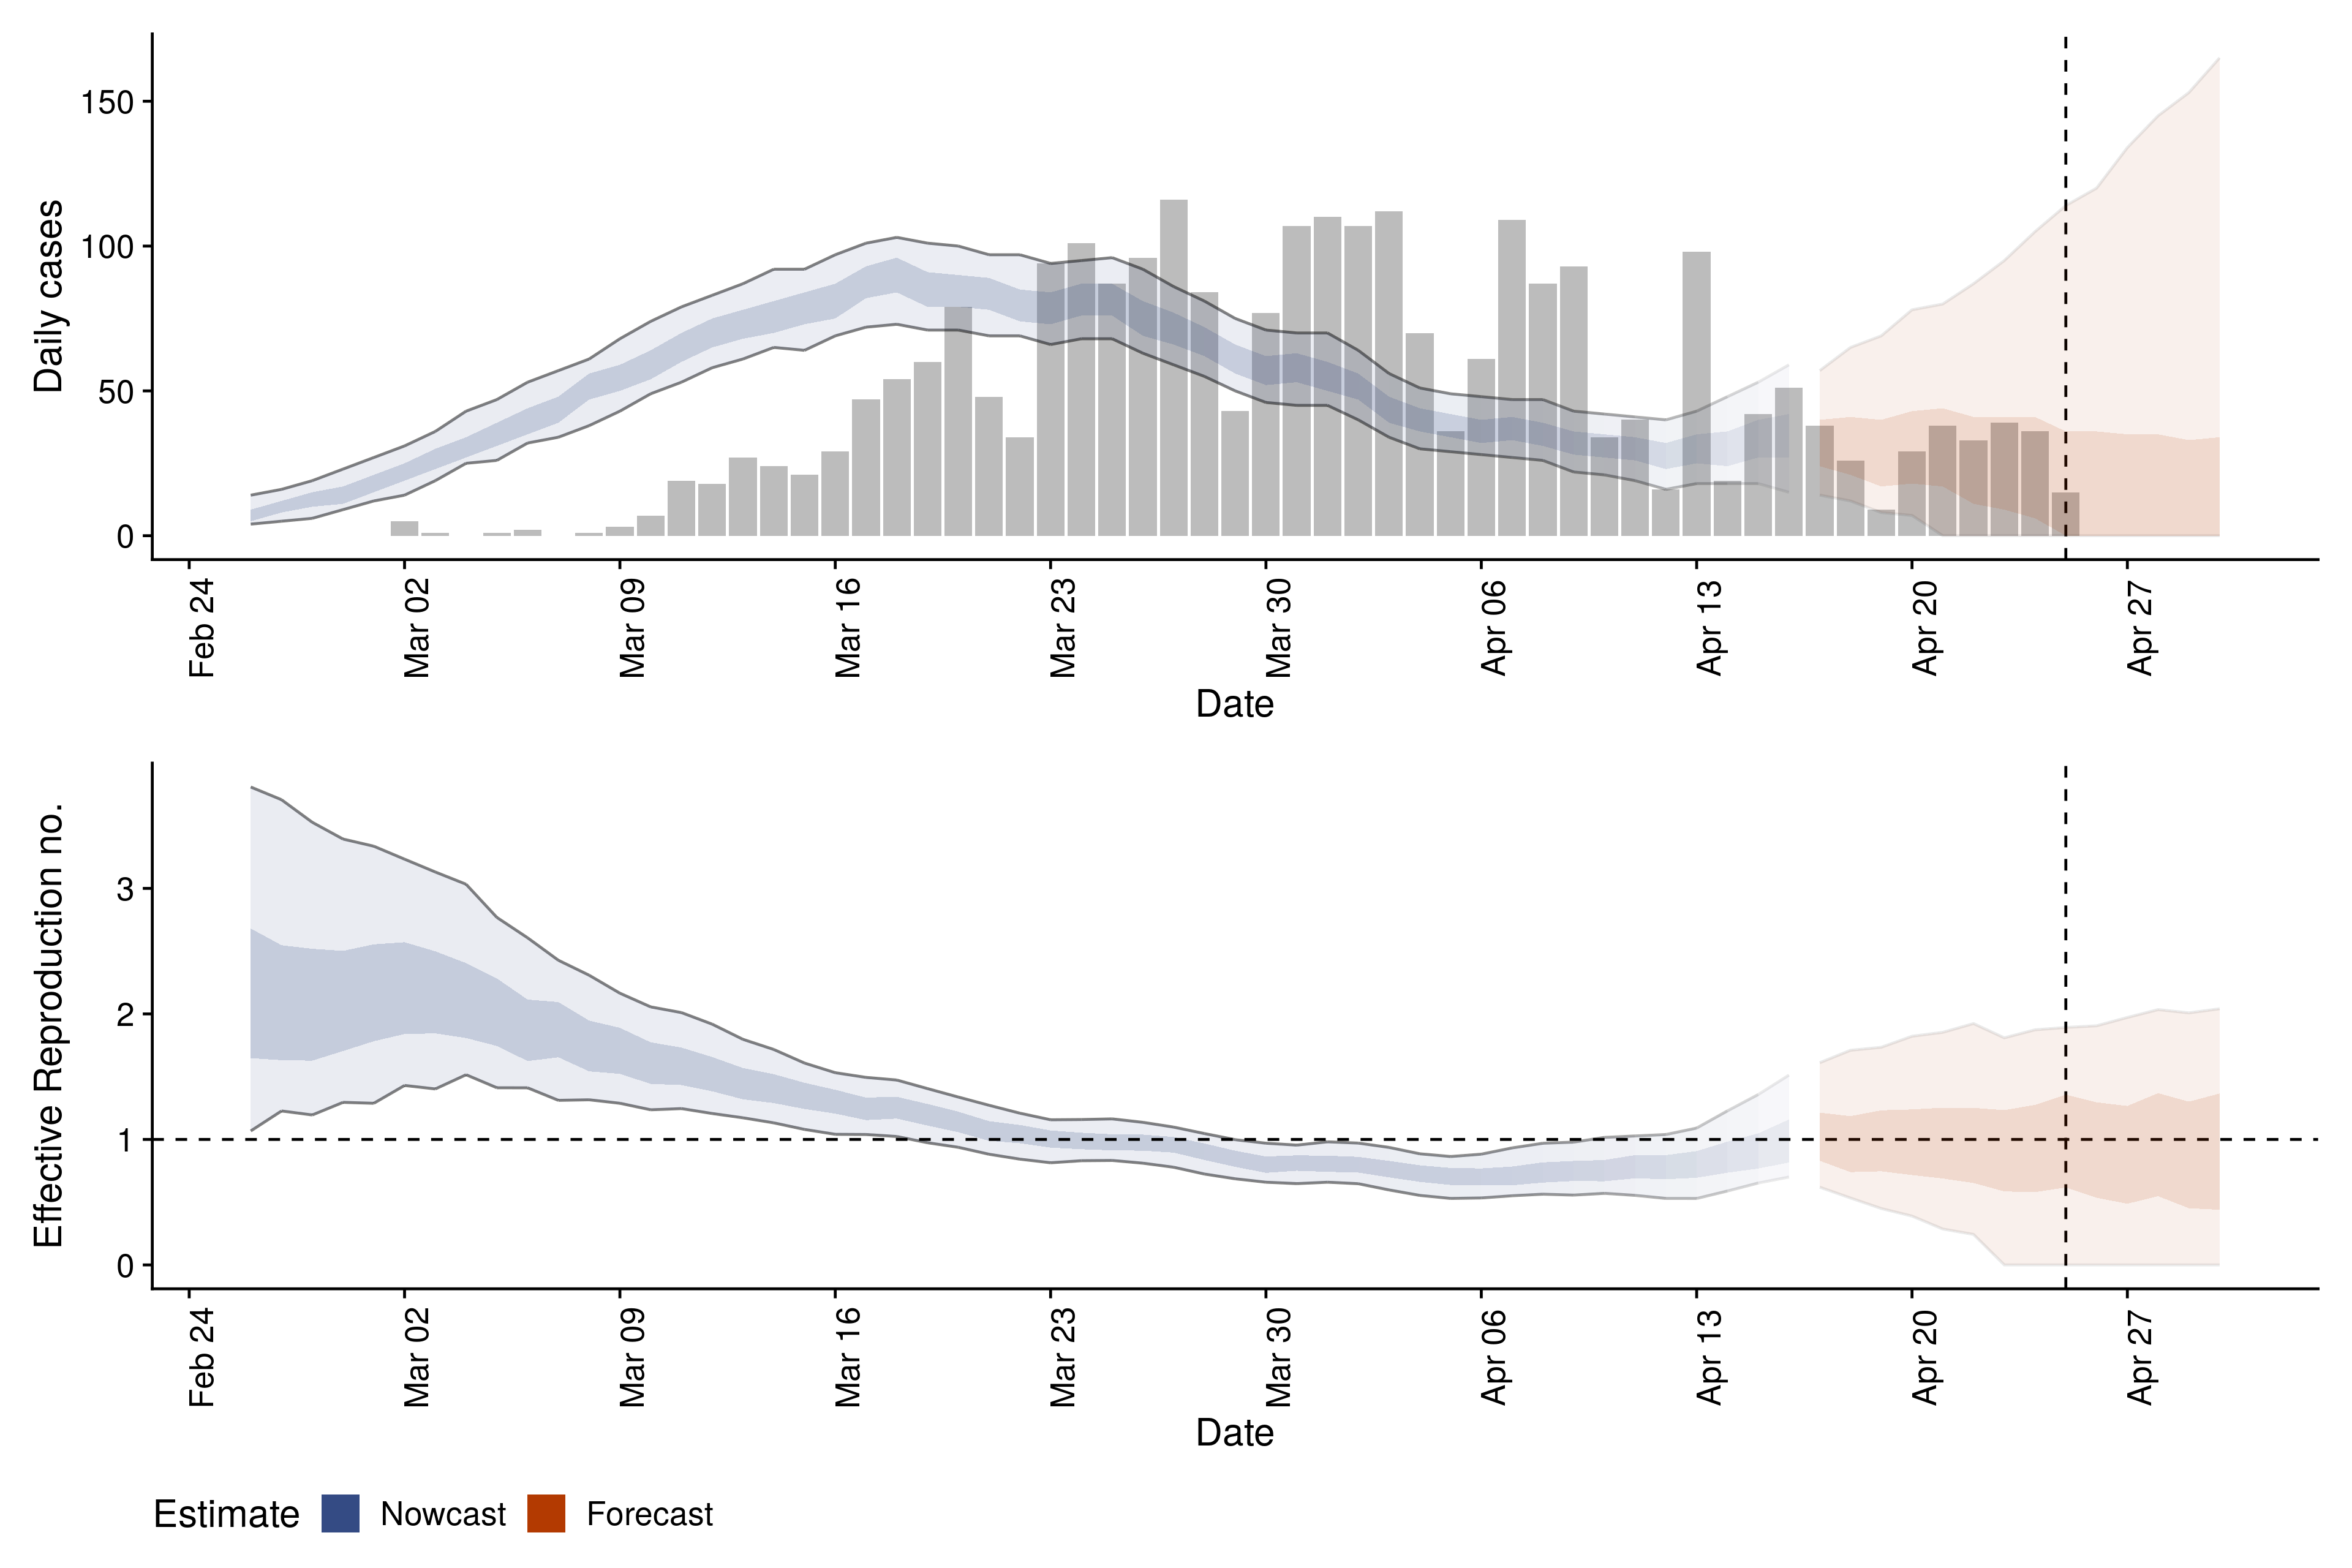 Daily cases
150
100
50
0
Feb 24
Mar 02
Mar 09
Mar 16
Mar 23
Mar 30
Apr 06
Apr 13
Apr 20
Apr 27
Date
Effective Reproduction no.
3
2
1
0
Feb 24
Mar 02
Mar 09
Mar 16
Mar 23
Mar 30
Apr 06
Apr 13
Apr 20
Apr 27
Date
Estimate Nowcast Forecast